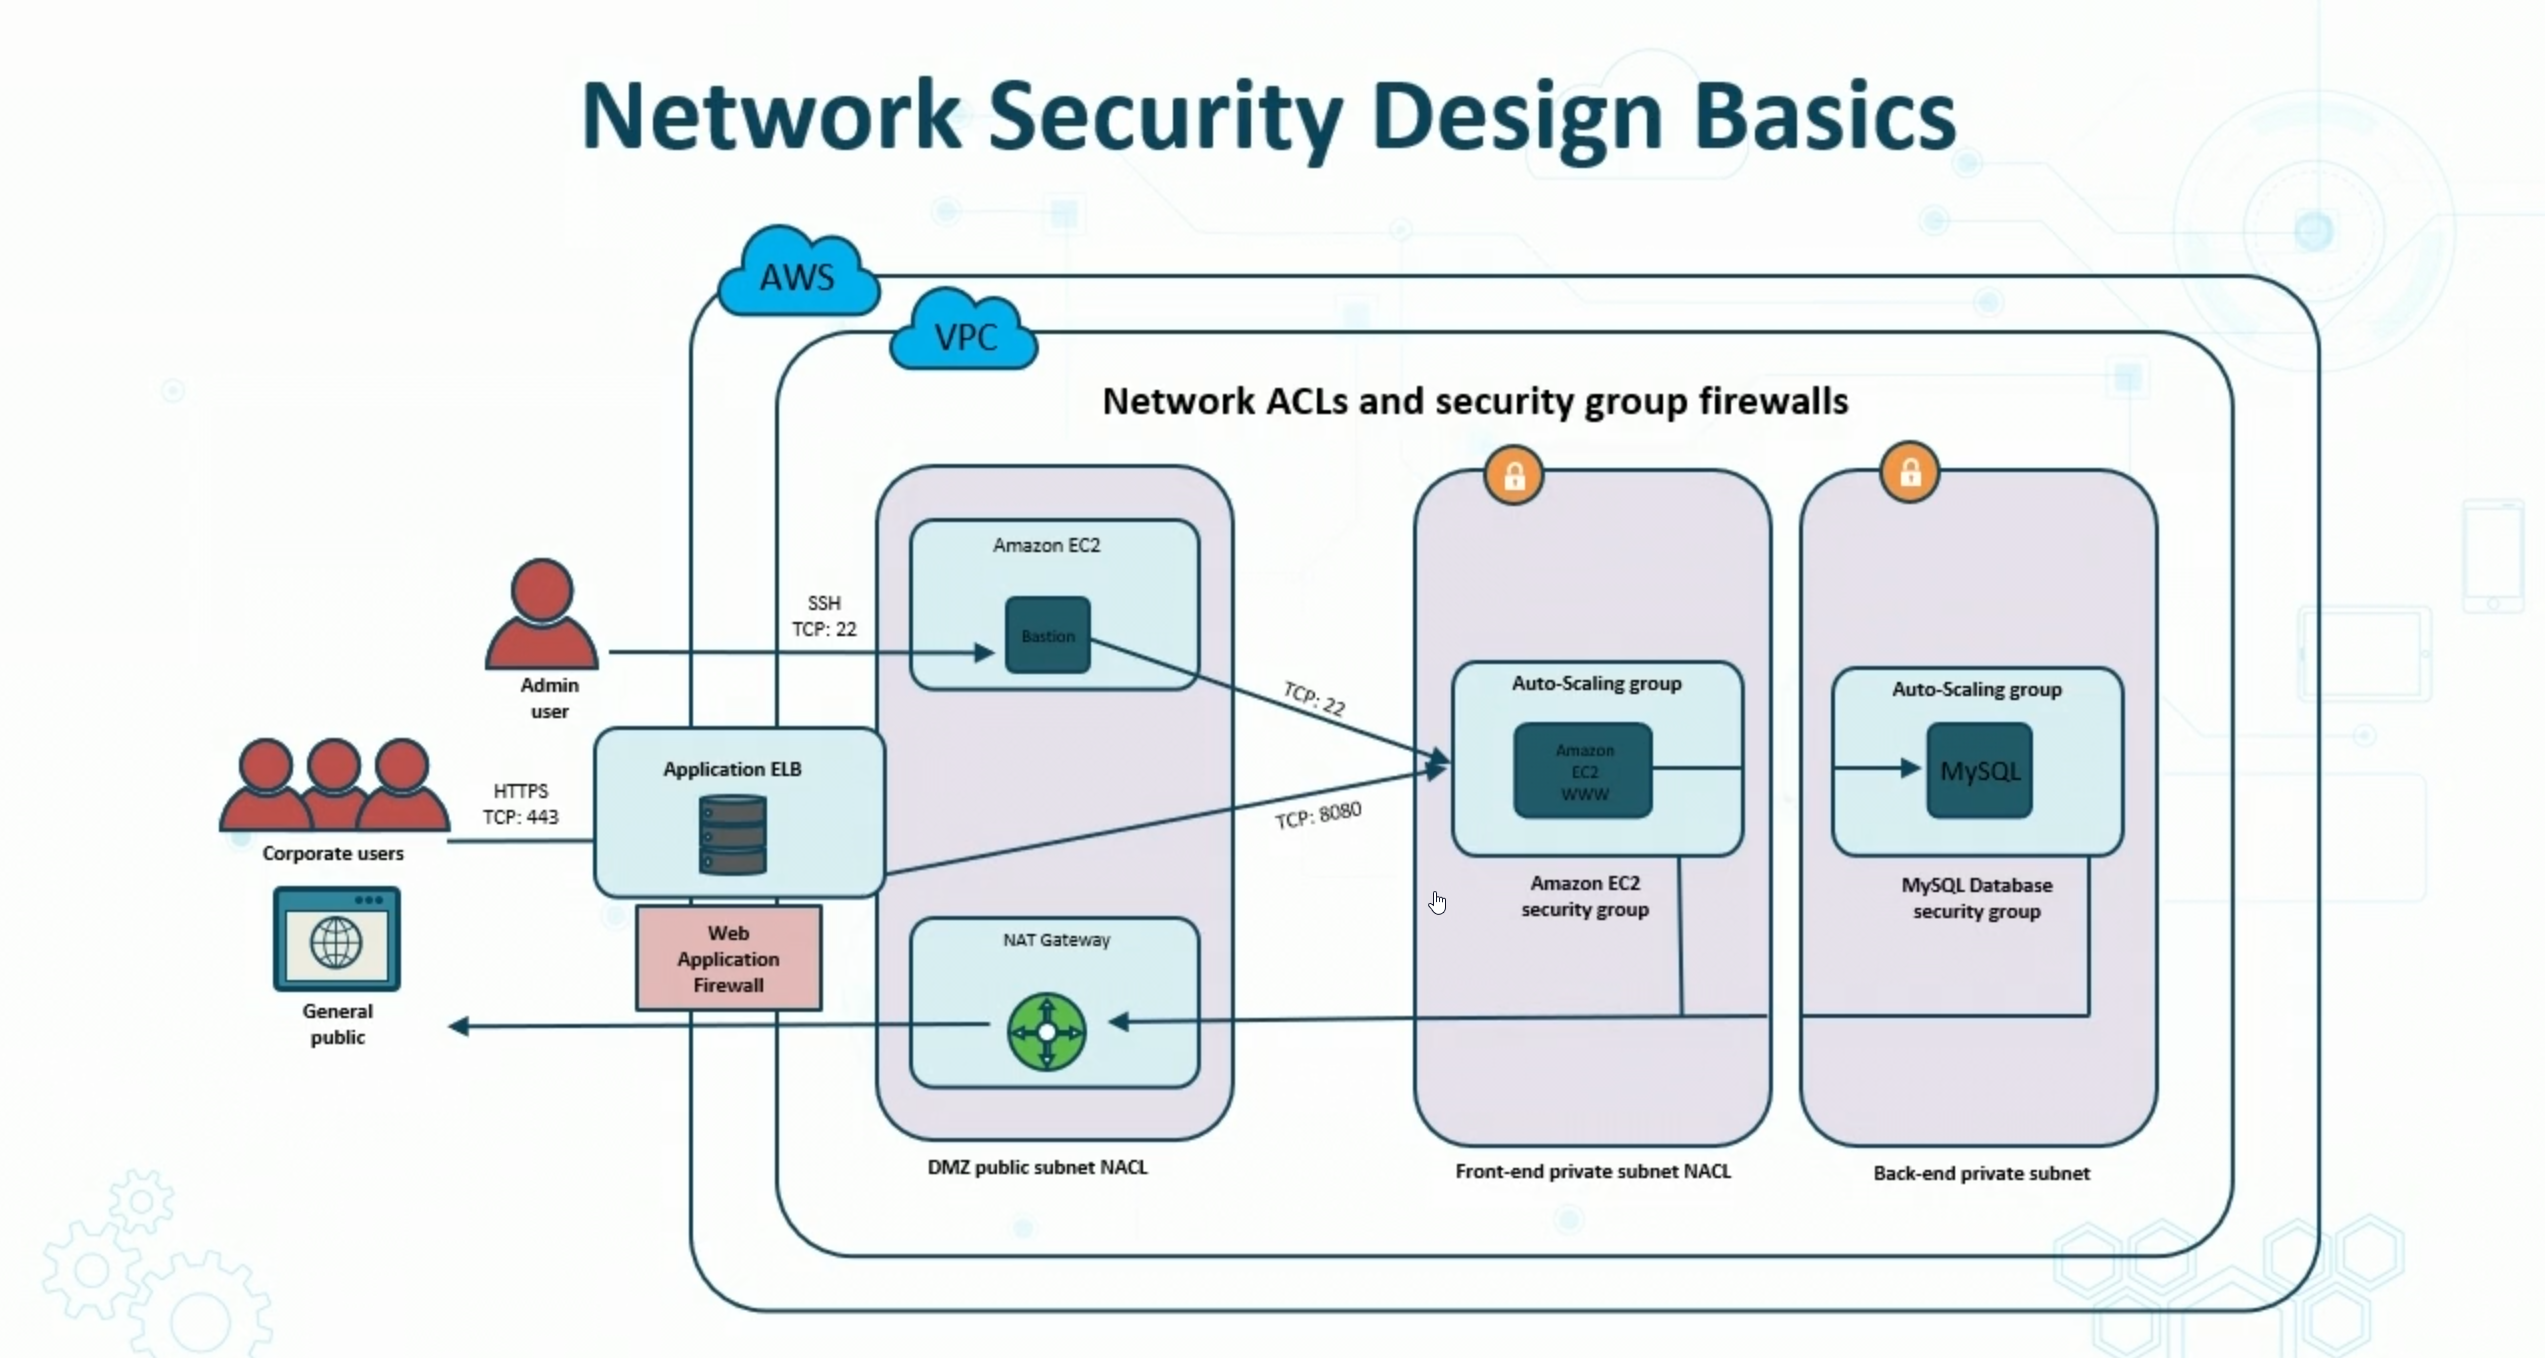 Network Security Design Basics
AWS
VPC
Network ACLs and security group firewalls
Amazon EC2
Bastion
SSH
TCP: 22
Admin
user
TCP: 22
Auto-Scaling group
Amazon
EC2
WWW
Auto-Scaling group
MySQL
Application ELB
HTTPS
TCP: 443
Corporate users
TCP: 8080
Amazon EC2
security group
MySQL Database
security group
Web
Application
Firewall
NAT Gateway
General
public
DMZ public subnet NACL
Front-end private subnet NACL
Back-end private subnet